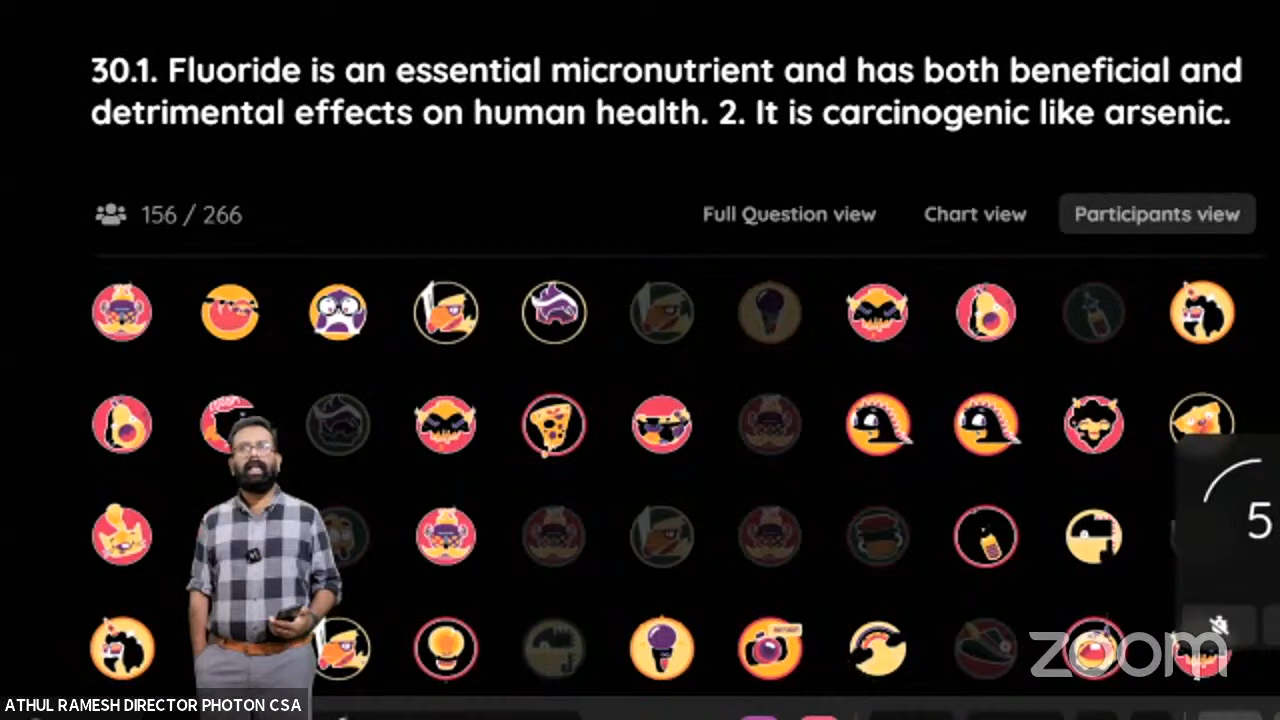 30.1. Fluoride is an essential micronutrient and has both beneficial and
detrimental effects on human health. 2. It is carcinogenic like arsenic.
156 / 266
Full Question view
Chart view
Participants view
5
zoom
ATHUL RAMESH DIRECTOR PHOTON CSA